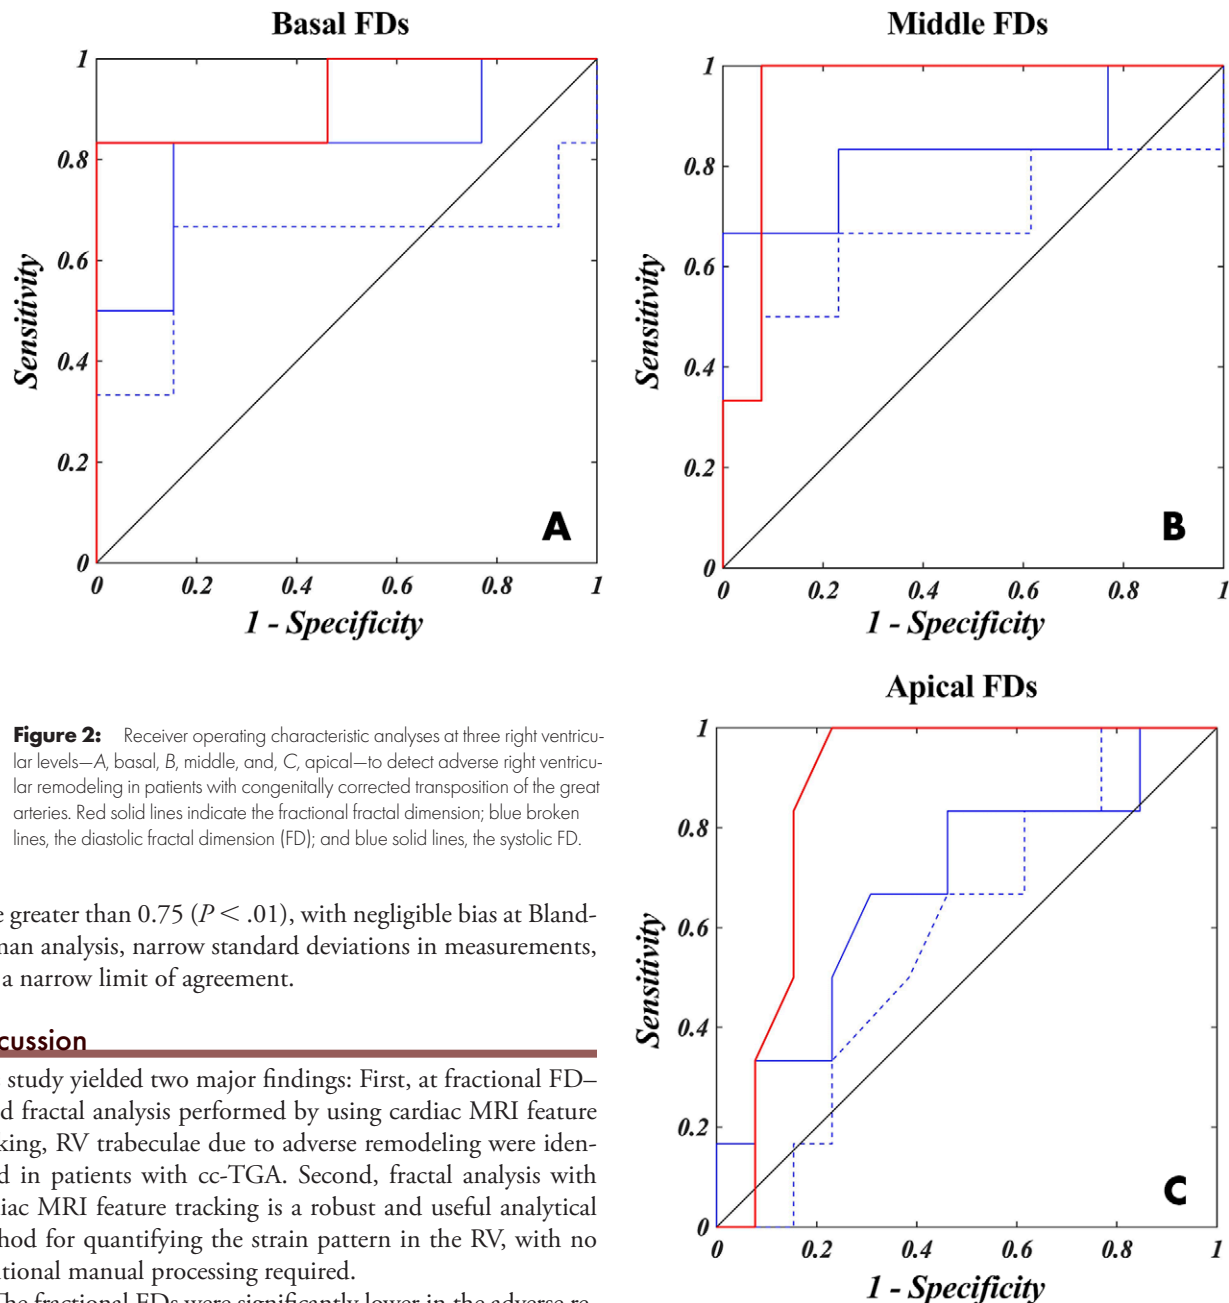 Basal FDs
1
0.8
0.6
0.4
0.2
0
Sensitivity
A
0 0.2 0.4 0.6 0.8 1
1 - Specificity
Middle FDs
1
0.8
0.6
0.4
0.2
0
Sensitivity
B
0 0.2 0.4 0.6 0.8 1
1 - Specificity
Figure 2: Receiver operating characteristic analyses at three right ventricu-
lar levels—A, basal, B, middle, and, C, apical—to detect adverse right ventricu-
lar remodeling in patients with congenitally corrected transposition of the great
arteries. Red solid lines indicate the fractional fractal dimension; blue broken
lines, the diastolic fractal dimension (FD); and blue solid lines, the systolic FD.
Apical FDs
1
0.8
0.6
0.4
0.2
0
Sensitivity
C
0 0.2 0.4 0.6 0.8 1
1 - Specificity
e greater than 0.75 (P < .01), with negligible bias at Bland-
man analysis, narrow standard deviations in measurements,
a narrow limit of agreement.
cussion
study yielded two major findings: First, at fractional FD–
d fractal analysis performed by using cardiac MRI feature
king, RV trabeculae due to adverse remodeling were iden-
d in patients with cc-TGA. Second, fractal analysis with
iac MRI feature tracking is a robust and useful analytical
hod for quantifying the strain pattern in the RV, with no
itional manual processing required.
The fractional FDs were significantly lower in the adverse re-